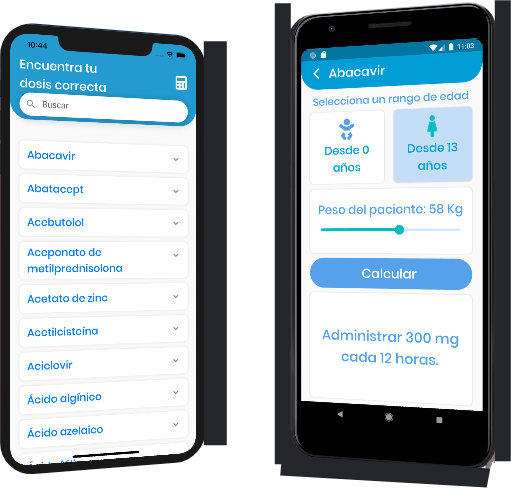 10:44
Encuentra tu
dosis correcta
Buscar
Abacavir
Abatacept
Acebutolol
Aceponato de
metilprednisolona
Acetato de zinc
Acetilcisteína
Aciclovir
Ácido algínico
Ácido azelaico
11:03
Abacavir
Selecciona un rango de edad
Desde 0
años
Desde 13
años
Peso del paciente: 58 Kg
Calcular
Administrar 300 mg
cada 12 horas.